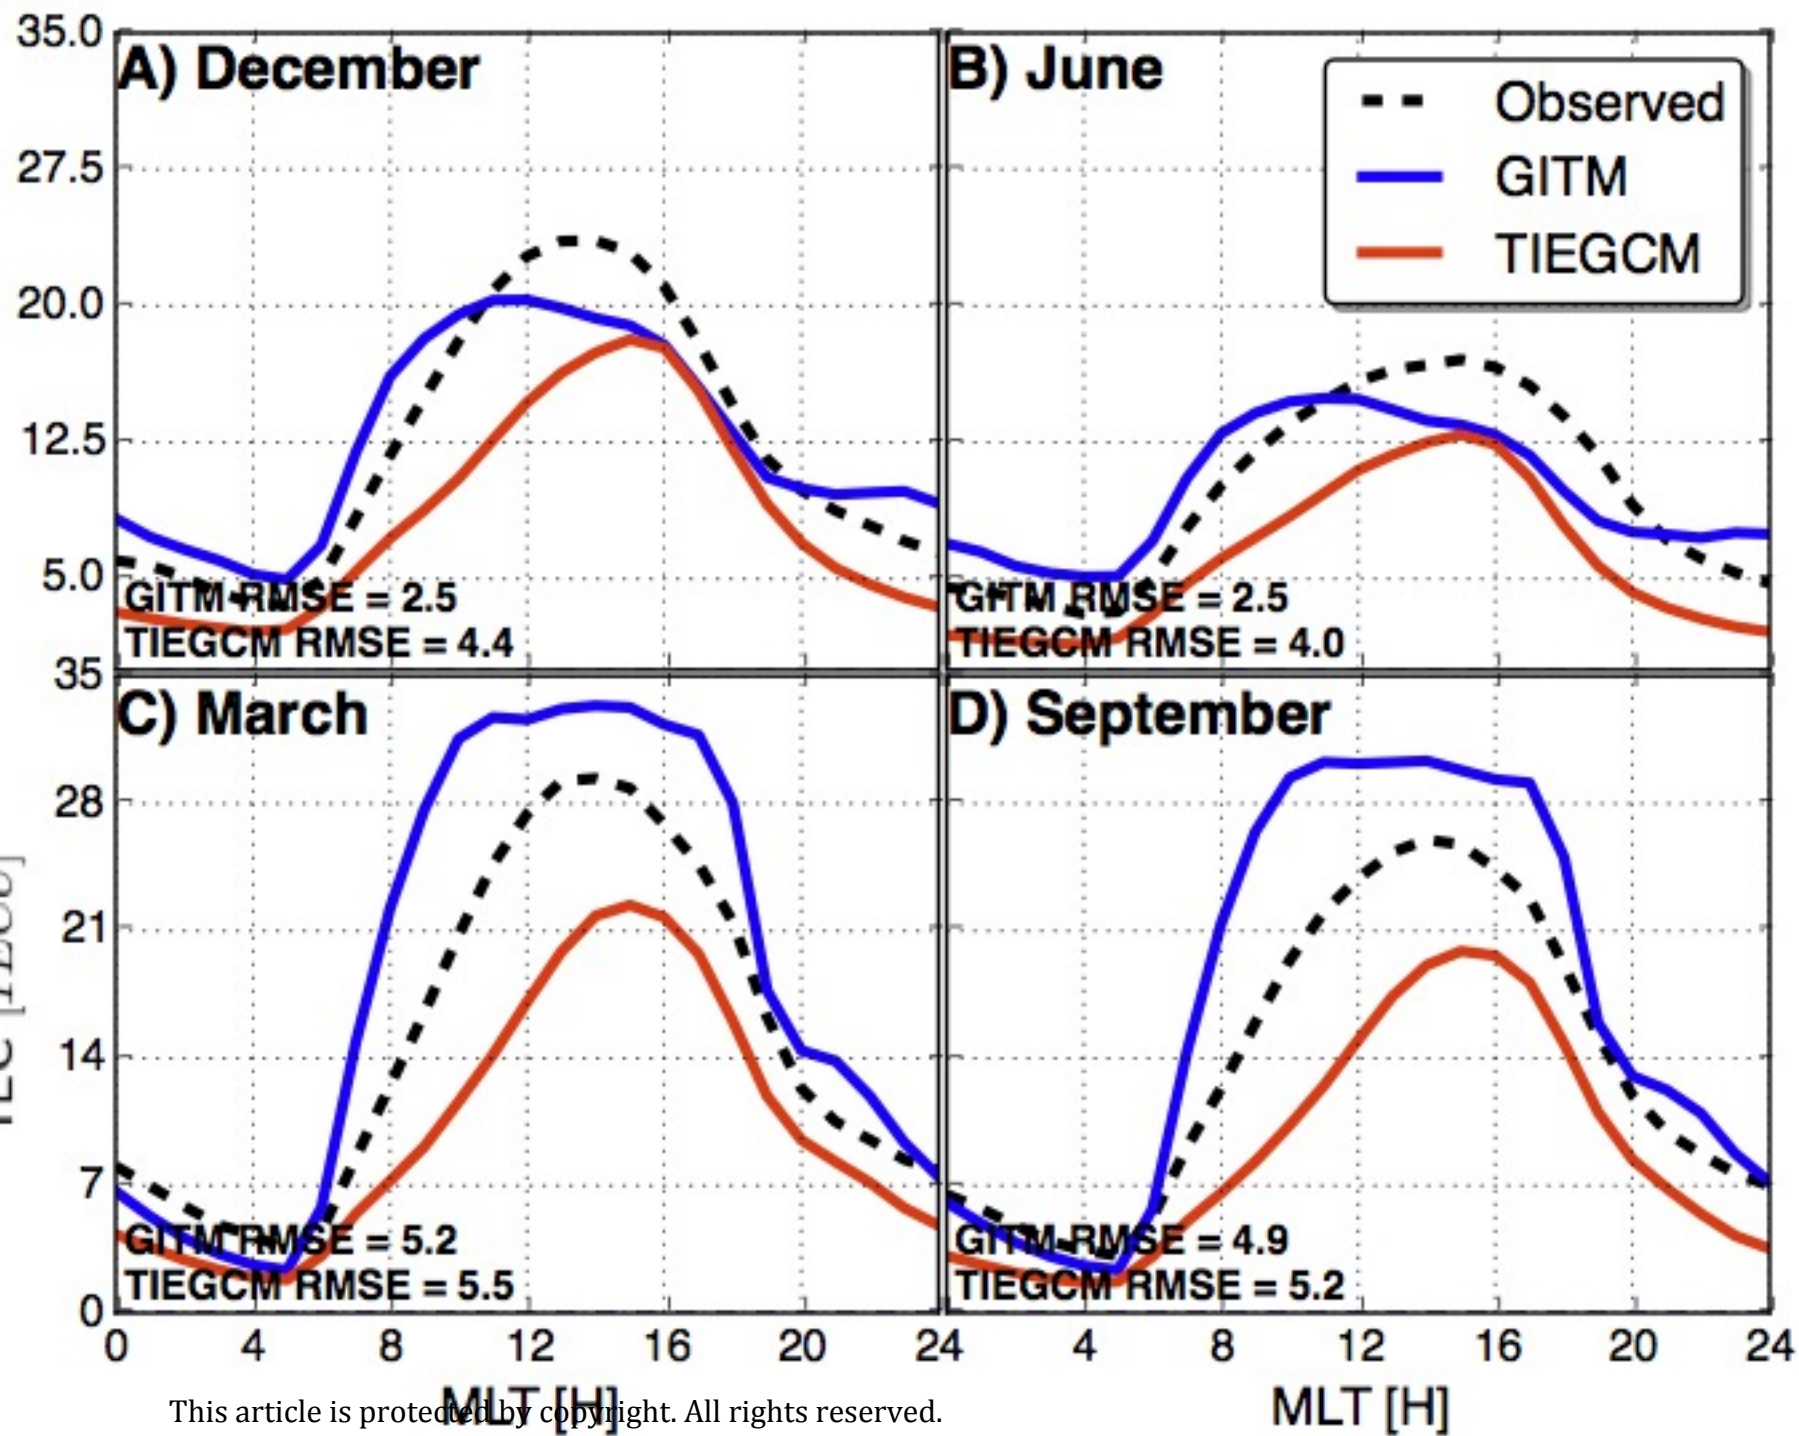 35.0
27.5
20.0
12.5
5.0
A) December
GITM RMSE = 2.5
TIEGCM RMSE = 4.4
B) June
Observed
GITM
TIEGCM
GITM RMSE = 2.5
TIEGCM RMSE = 4.0
35
28
21
14
7
0
C) March
GITM RMSE = 5.2
TIEGCM RMSE = 5.5
D) September
GITM RMSE = 4.9
TIEGCM RMSE = 5.2
0 4 8 12 16 20 24 4 8 12 16 20 24
MLT [H] MLT [H]
This article is protected by copyright. All rights reserved.